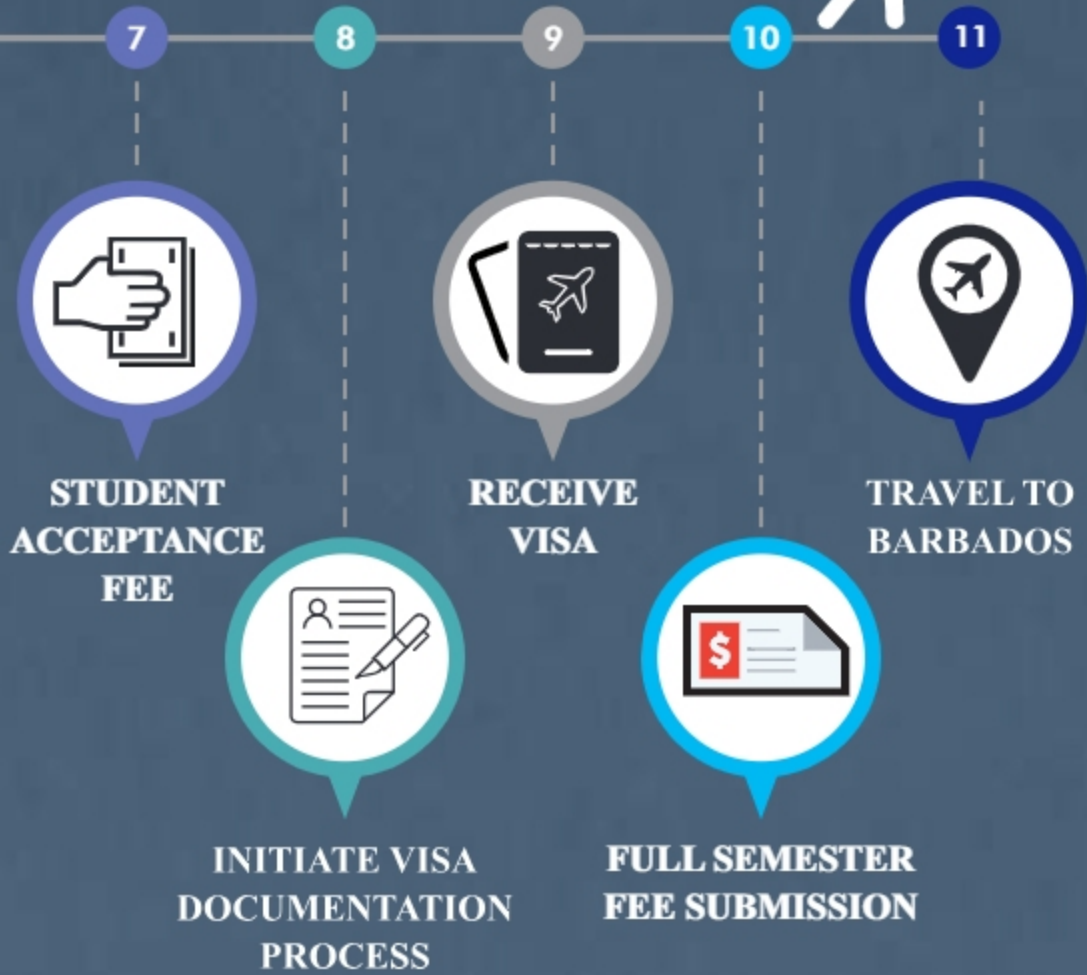 7
8
9
10
11
STUDENT
ACCEPTANCE
FEE
INITIATE VISA
DOCUMENTATION
PROCESS
RECEIVE
VISA
$
FULL SEMESTER
FEE SUBMISSION
TRAVEL TO
BARBADOS